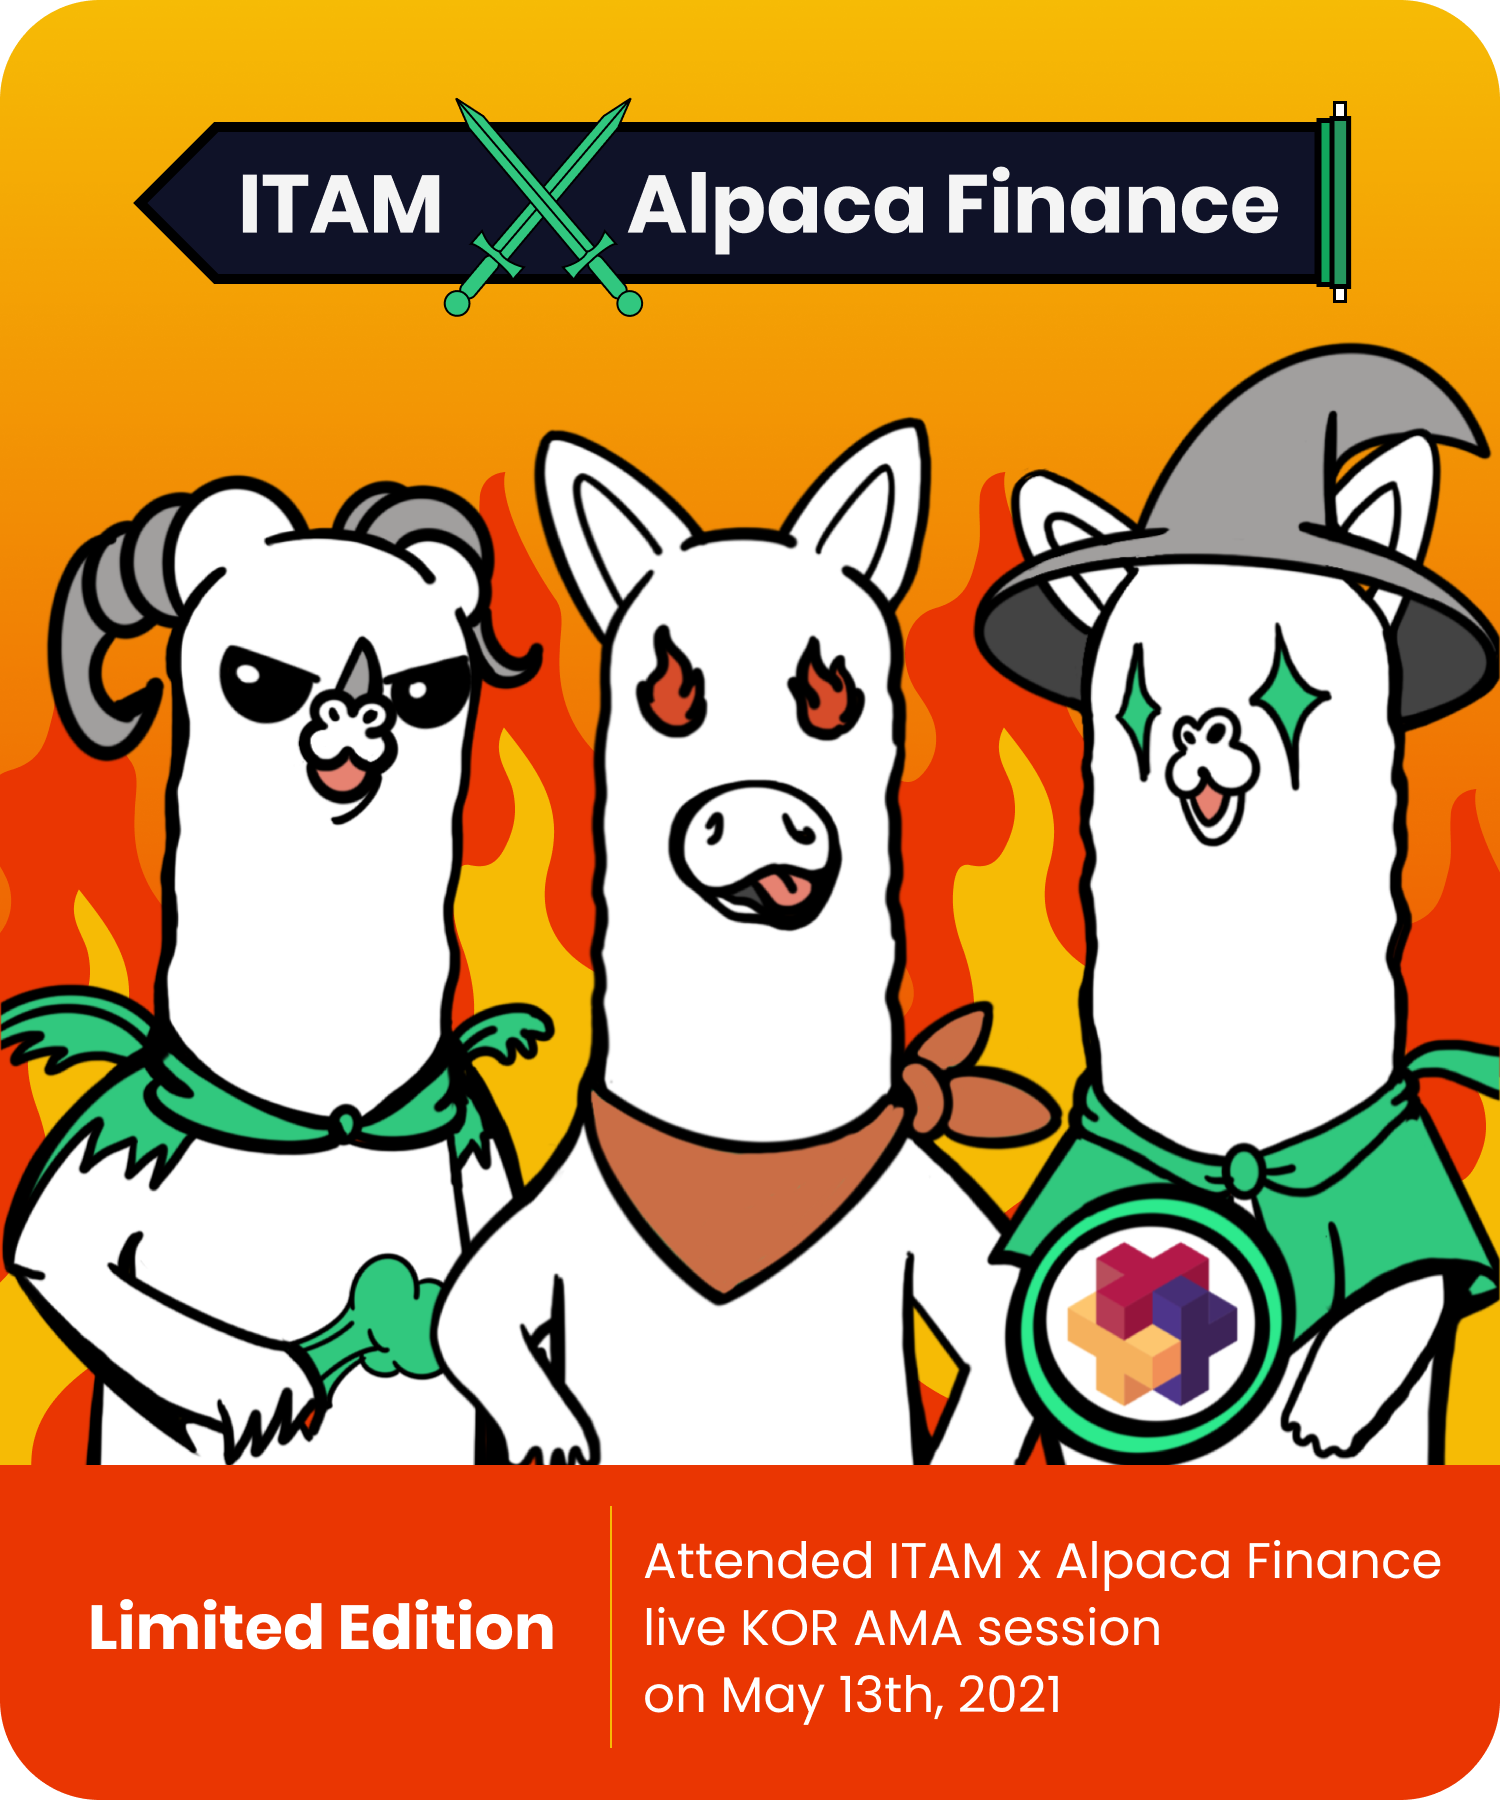 ITAM Alpaca Finance
Limited Edition
Attended ITAM x Alpaca Finance
live KOR AMA session
on May 13th, 2021